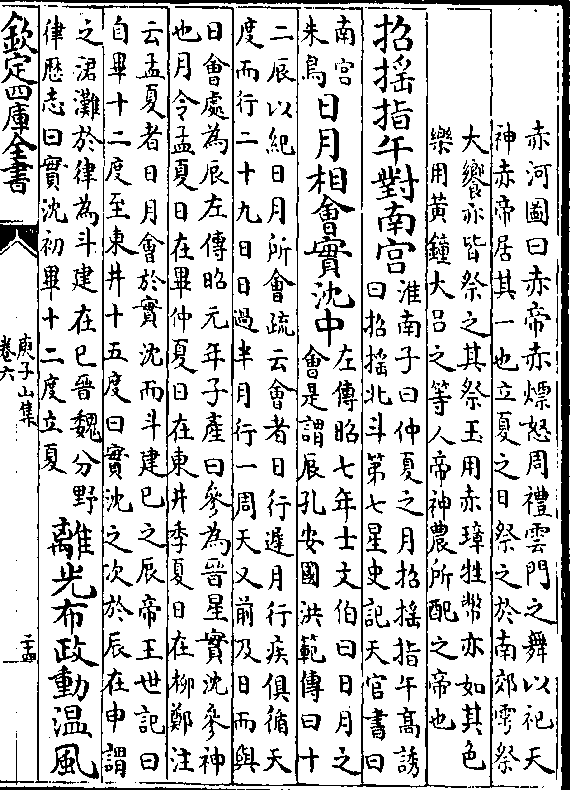 赤河圖曰赤帝赤熛怒周禮雲門之舞以祀天
神赤帝居其一也立夏之日祭之於南郊雩祭
大饗亦皆祭之其祭玉用赤璋牲幣亦如其色
樂用黃鐘大呂之等人帝神農所配之帝也
招搖指午對南宫
淮南子曰仲夏之月招搖指午高誘
曰招搖北斗第七星史記天官書曰
南宫
朱鳥
日月相會實沈中
左傳昭七年士文伯曰日月之
會是謂辰孔安國洪範傳曰十
二辰以紀日月所會疏云會者日行遲月行疾俱循天
度而行二十九日日過半月行一周天又前及日而與
日會處為辰左傳昭元年子產曰參為晉星實沈參神
也月令孟夏日在畢仲夏日在東井季夏日在柳鄭注
云孟夏者日月會於實沈而斗建巳之辰帝王世記曰
自畢十二度至東井十五度曰實沈之次於辰在申謂
之涒灘於律為斗建在巳晉魏分野
律歴志曰實沈初畢十二度立夏
離光布政動温風
欽定四庫全書
庾子山集
卷六